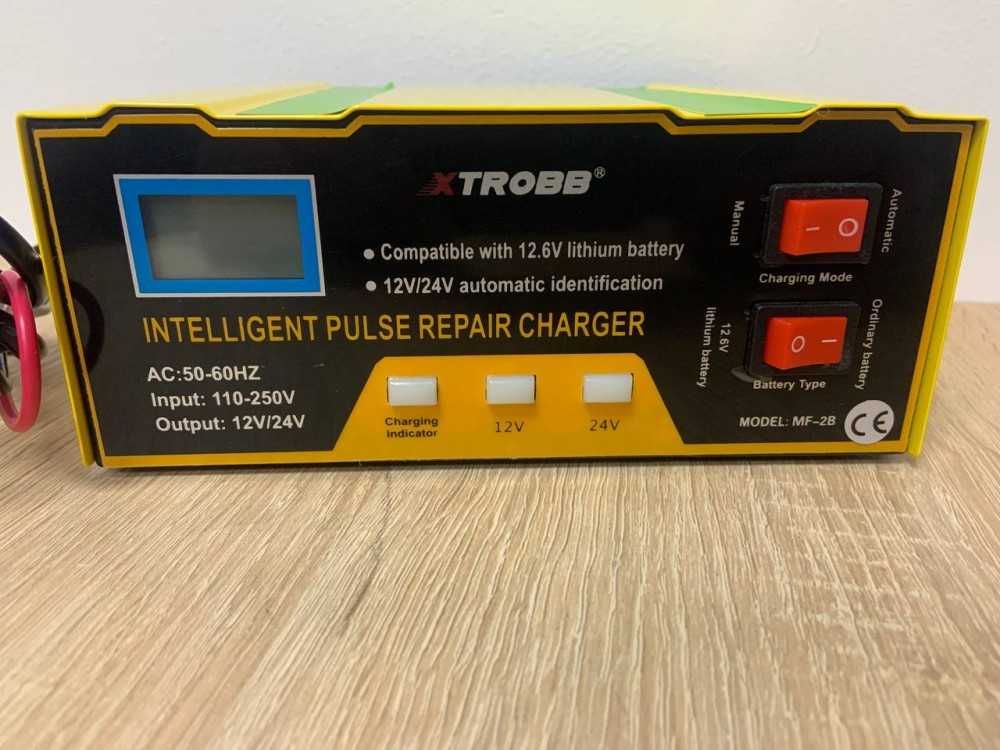 XTROBB®
• Compatible with 12.6V lithium battery
• 12V/24V automatic identification
INTELLIGENT PULSE REPAIR CHARGER
AC:50-60HZ
Input: 110-250V
Output: 12V/24V
Charging
Indicator
12V
24V
Manual
Automatic
Charging Mode
12.6V
lithium battery
Ordinary battery
Battery Type
MODEL: MF-2B
CE